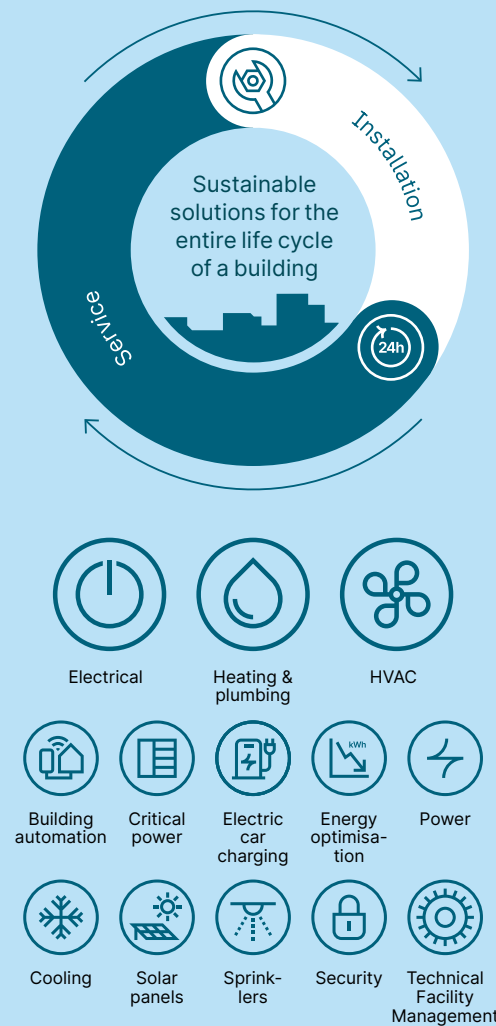 Installation
Sustainable
solutions for the
entire life cycle
of a building
Service
24h
Electrical
Heating &
plumbing
HVAC
kWh
Building
automation
Critical
power
Electric
car
charging
Energy
optimisa-
tion
Power
Cooling
Solar
panels
Sprink-
lers
Security
Technical
Facility
Management